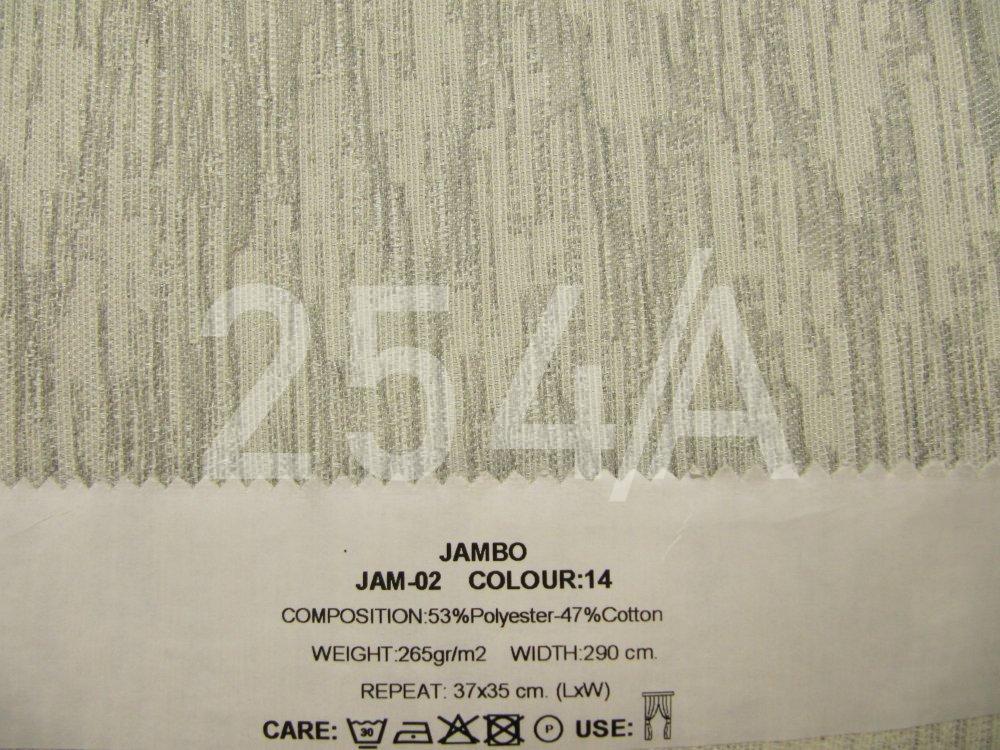 254/A
JAMBO
JAM-02 COLOUR:14
COMPOSITION:53%Polyester-47%Cotton
WEIGHT:265gr/m2 WIDTH:290 cm.
REPEAT: 37x35 cm. (LxW)
CARE: 30 P USE: